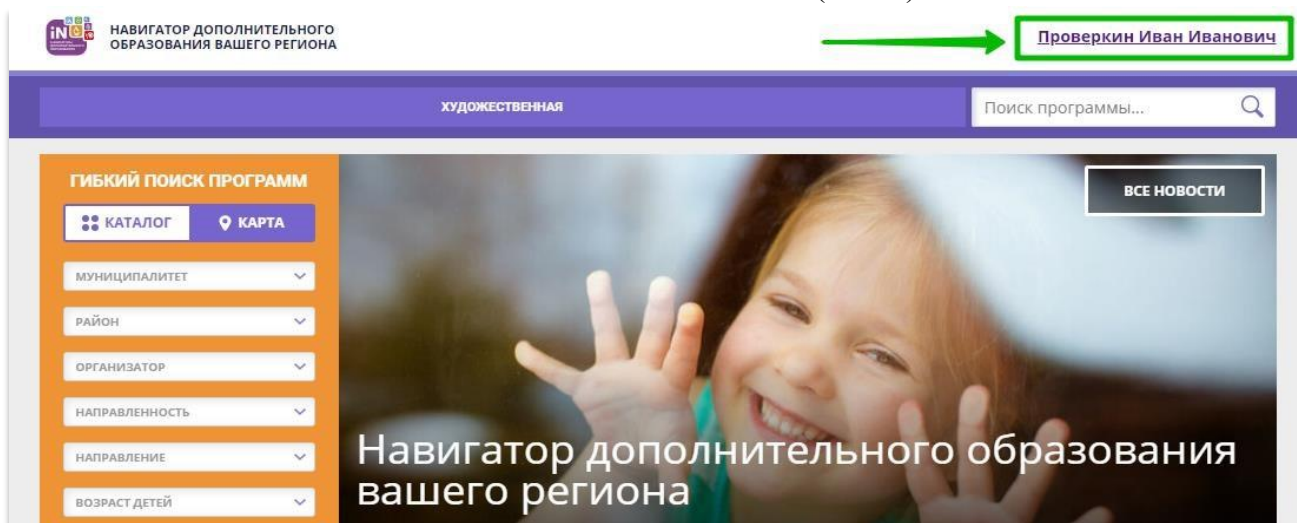 НАВИГАТОР ДОПОЛНИТЕЛЬНОГО
ОБРАЗОВАНИЯ ВАШЕГО РЕГИОНА
Проверкин Иван Иванович
ХУДОЖЕСТВЕННАЯ
Поиск программы...
ГИБКИЙ ПОИСК ПРОГРАММ
КАТАЛОГ
КАРТА
МУНИЦИПАЛИТЕТ
РАЙОН
ОРГАНИЗАТОР
НАПРАВЛЕННОСТЬ
НАПРАВЛЕНИЕ
ВОЗРАСТ ДЕТЕЙ
ВСЕ НОВОСТИ
Навигатор дополнительного образования
вашего региона